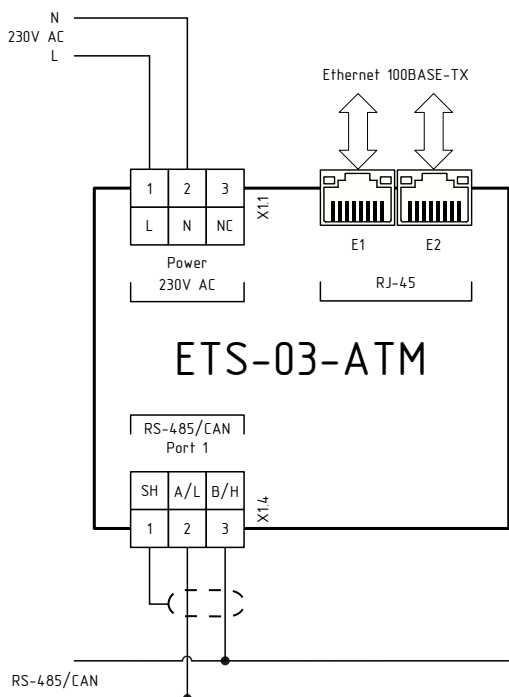 N
230V AC
L
Ethernet 100BASE-TX
1 2 3
X1.1
L N NC
E1 E2
Power
230V AC
RJ-45
ETS-03-ATM
RS-485/CAN
Port 1
SH A/L B/H
X1.4
1 2 3
RS-485/CAN